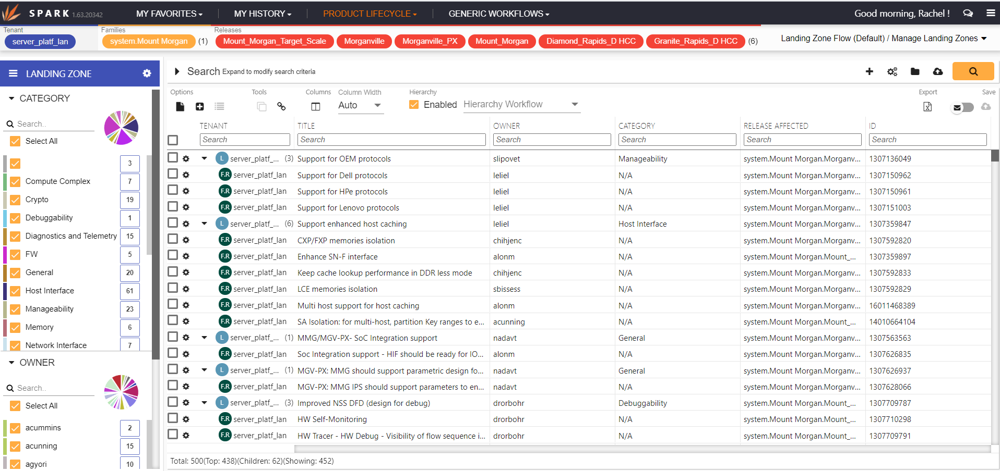 SPARK 1.63.20342 MY FAVORITES MY HISTORY PRODUCT LIFECYCLE GENERIC WORKFLOWS Good morning, Rachel !
Tenant Families Releases
server_platf_lan system.Mount Morgan (1) Mount_Morgan_Target_Scale Morganville Morganville_PX Mount_Morgan Diamond_Rapids_D HCC Granite_Rapids_D HCC (6) Landing Zone Flow (Default) / Manage Landing Zones
LANDING ZONE
CATEGORY
Search..
Select All
3
Compute Complex 7
Crypto 19
Debuggability 1
Diagnostics and Telemetry 15
FW 5
General 20
Host Interface 61
Manageability 23
Memory 6
Network Interface 7
OWNER
Search..
Select All
acummins 2
acunning 15
agyori 10
Search Expand to modify search criteria
Options Tools Columns Column Width Hierarchy Export Save
Auto Enabled Hierarchy Workflow
TENANT TITLE OWNER CATEGORY RELEASE AFFECTED ID
Search Search Search Search Search Search
L server_platf_... (3) Support for OEM protocols slipovet Manageability system.Mount Morgan.Morganv... 1307136049
F.R server_platf_lan Support for Dell protocols leliel N/A system.Mount Morgan.Morganv... 1307150962
F.R server_platf_lan Support for HPe protocols leliel N/A system.Mount Morgan.Morganv... 1307150961
F.R server_platf_lan Support for Lenovo protocols leliel N/A system.Mount Morgan.Morganv... 1307151003
L server_platf_... (6) Support enhanced host caching leliel Host Interface system.Mount Morgan.Morganv... 1307359847
F.R server_platf_lan CXP/FXP memories isolation chihjenc N/A system.Mount Morgan.Morganv... 1307592820
F.R server_platf_lan Enhance SN-F interface alonm N/A system.Mount Morgan.Mount_... 1307359897
F.R server_platf_lan Keep cache lookup performance in DDR less mode chihjenc N/A system.Mount Morgan.Morganv... 1307592833
F.R server_platf_lan LCE memories isolation sbissess N/A system.Mount Morgan.Morganv... 1307592829
F.R server_platf_lan Multi host support for host caching alonm N/A system.Mount Morgan.Morganv... 16011468389
F.R server_platf_lan SA Isolation: for multi-host, partition Key ranges to e... acunning N/A system.Mount Morgan.Mount_... 14010664104
L server_platf_... (1) MMG/MGV-PX- SoC Integration support nadavt General system.Mount Morgan.Morganv... 1307563563
F.R server_platf_lan Soc Integration support - HIF should be ready for IO... alonm N/A system.Mount Morgan.Morganv... 1307626835
L server_platf_... (1) MGV-PX: MMG should support parametric design fo... nadavt General system.Mount Morgan.Morganv... 1307626937
F.R server_platf_lan MGV-PX: MMG IPS should support parameters to en... nadavt N/A system.Mount Morgan.Morganv... 1307628066
L server_platf_... (3) Improved NSS DFD (design for debug) drorbohr Debuggability system.Mount Morgan.Mount_... 1307709787
F.R server_platf_lan HW Self-Monitoring drorbohr N/A system.Mount Morgan.Mount_... 1307710298
F.R server_platf_lan HW Tracer - HW Debug - Visibility of flow sequence i... drorbohr N/A system.Mount Morgan.Mount_... 1307709791
Total: 500(Top: 438)(Children: 62)(Showing: 452)